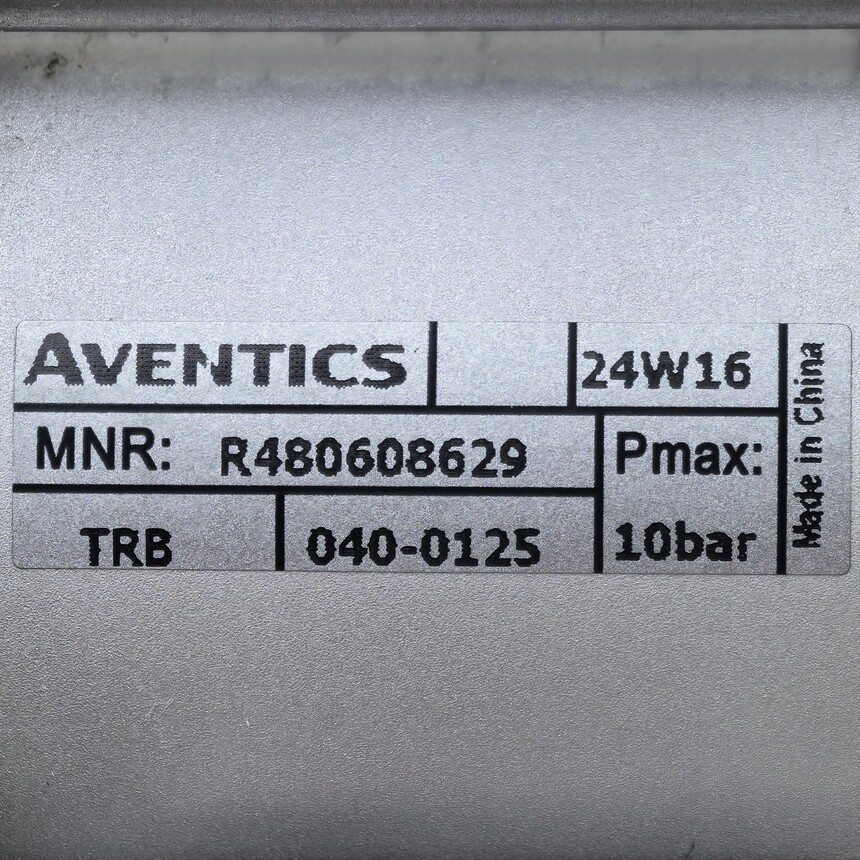 AVENTICS
24W16
MNR: R480608629
Pmax:
10bar
TRB
040-0125
Made in China